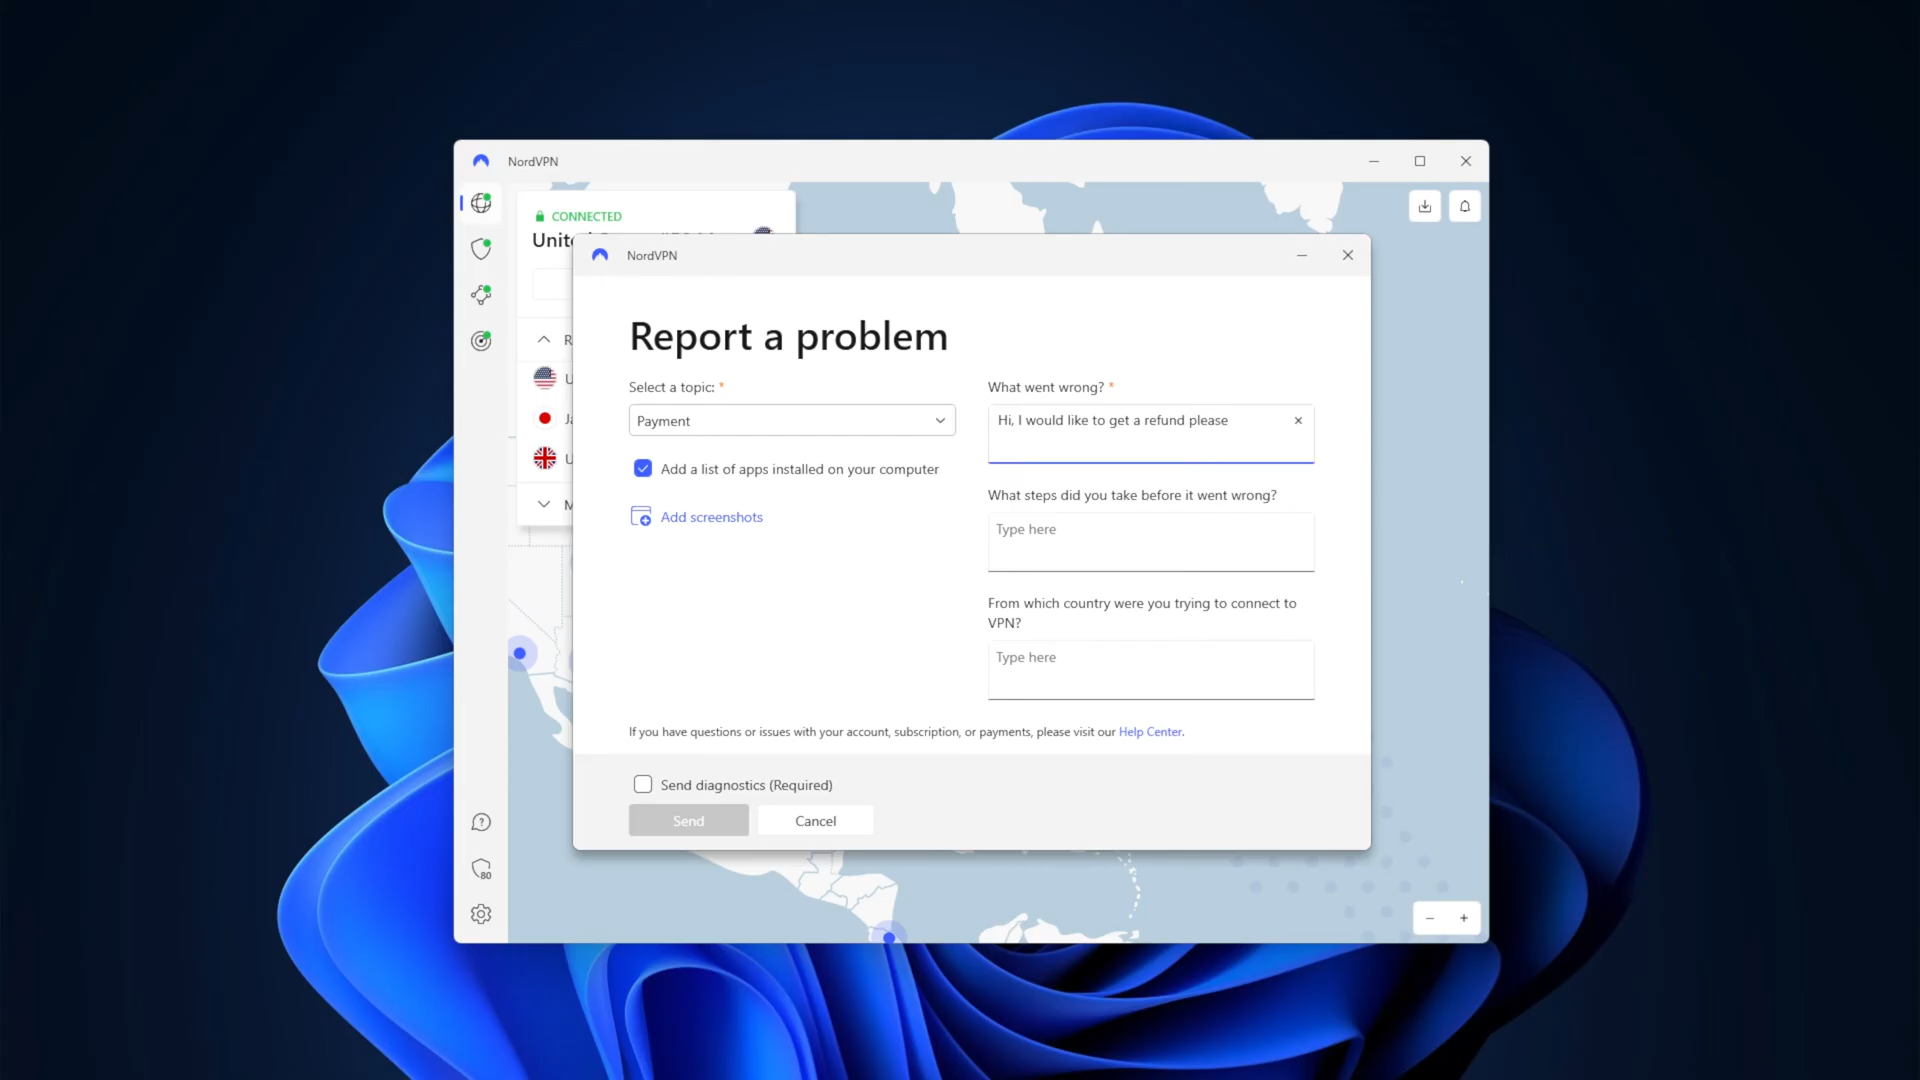 NordVPN
CONNECTED
NordVPN
Report a problem
Select a topic: *
Payment
Add a list of apps installed on your computer
Add screenshots
What went wrong? *
Hi, I would like to get a refund please
What steps did you take before it went wrong?
Type here
From which country were you trying to connect to
VPN?
Type here
If you have questions or issues with your account, subscription, or payments, please visit our Help Center.
Send diagnostics (Required)
Send
Cancel
80